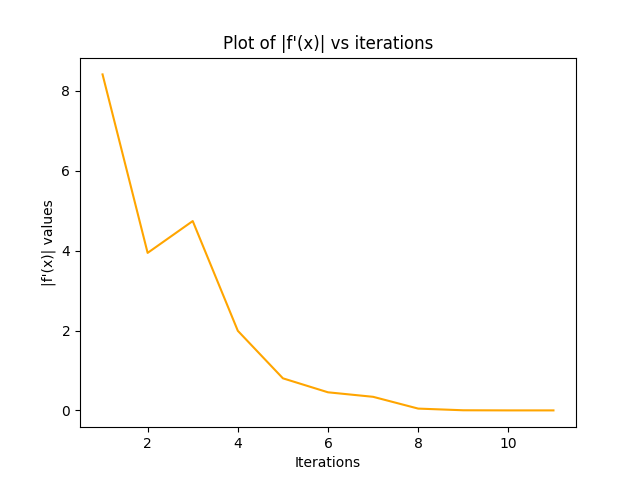 Plot of |f'(x)| vs iterations
|f'(x)| values
8
6
4
2
0
2 4 6 8 10
Iterations